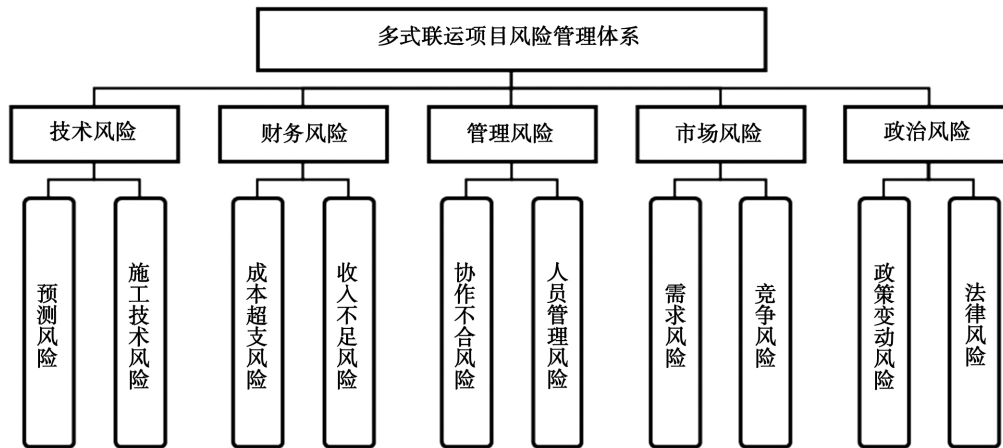 多式联运项目风险管理体系
技术风险
财务风险
管理风险
市场风险
政治风险
预测风险
施工技术风险
成本超支风险
收入不足风险
协作不合风险
人员管理风险
需求风险
竞争风险
政策变动风险
法律风险